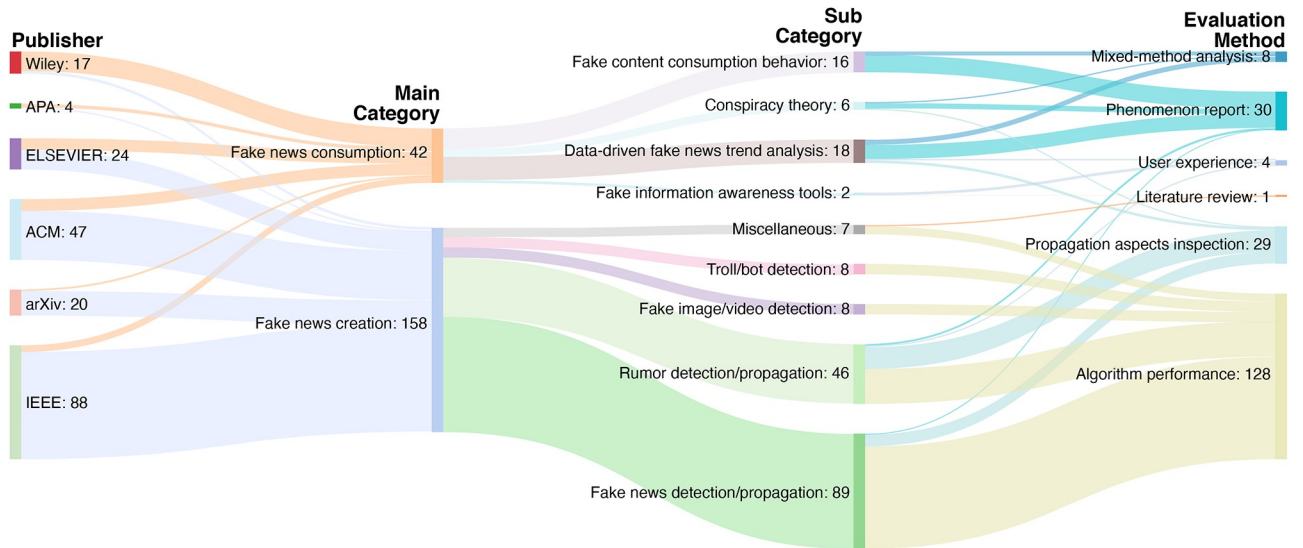 Publisher
Wiley: 17
APA: 4
ELSEVIER: 24
ACM: 47
arXiv: 20
IEEE: 88
Main
Category
Fake news consumption: 42
Fake news creation: 158
Sub
Category
Fake content consumption behavior: 16
Conspiracy theory: 6
Data-driven fake news trend analysis: 18
Fake information awareness tools: 2
Miscellaneous: 7
Troll/bot detection: 8
Fake image/video detection: 8
Rumor detection/propagation: 46
Fake news detection/propagation: 89
Evaluation
Method
Mixed-method analysis: 8
Phenomenon report: 30
User experience: 4
Literature review: 1
Propagation aspects inspection: 29
Algorithm performance: 128